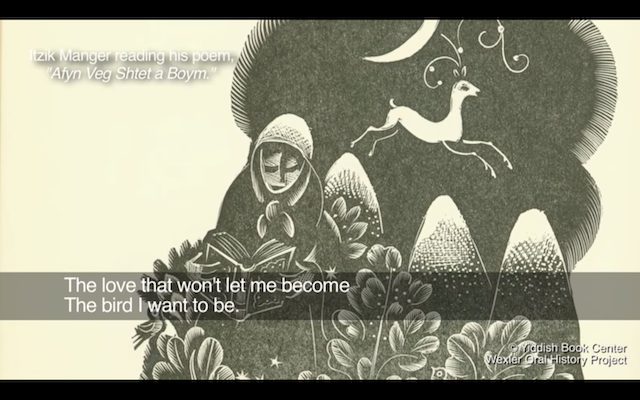 Itzik Manger reading his poem,
"Afyn Veg Shtet a Boym."
The love that won't let me become
The bird I want to be.
© Yiddish Book Center
Wexler Oral History Project